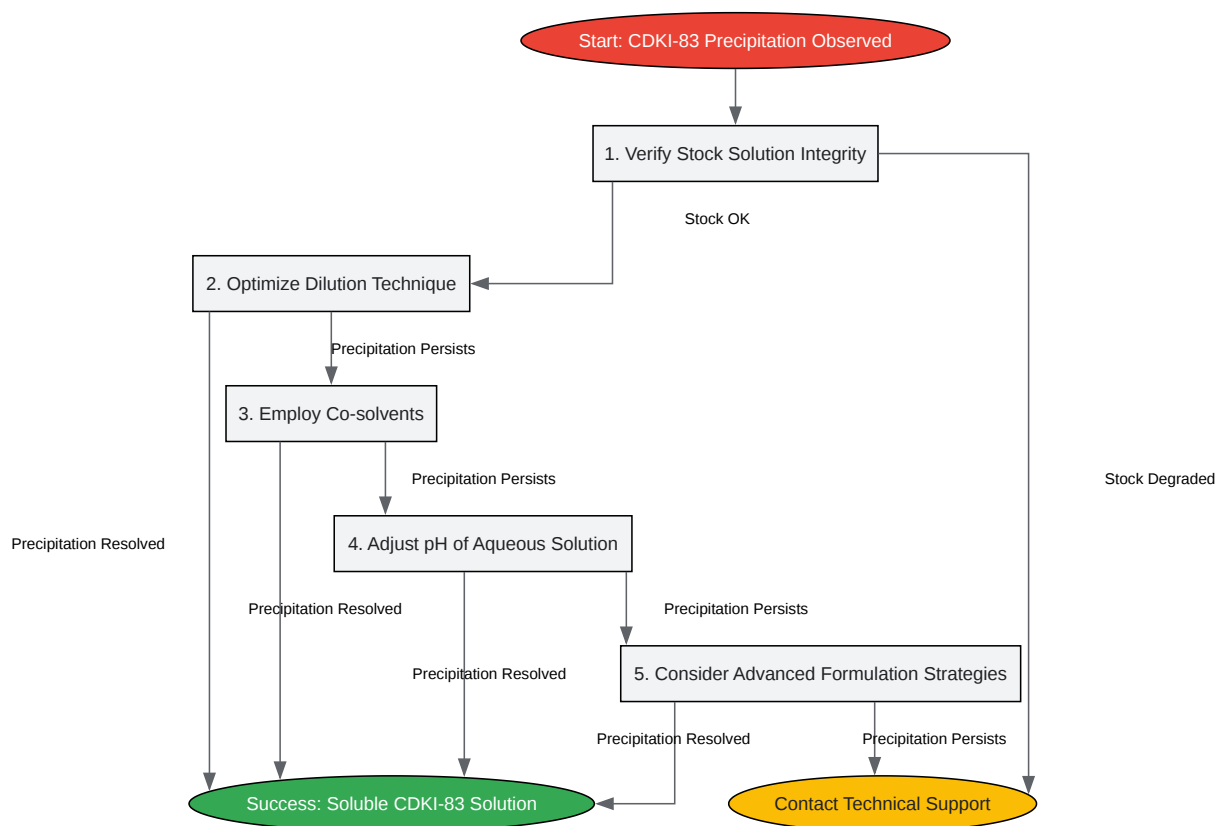 Start: CDKI-83 Precipitation Observed
1. Verify Stock Solution Integrity
Stock OK
2. Optimize Dilution Technique
Precipitation Persists
3. Employ Co-solvents
Precipitation Persists
Stock Degraded
4. Adjust pH of Aqueous Solution
Precipitation Resolved
Precipitation Resolved
Precipitation Persists
Precipitation Resolved
5. Consider Advanced Formulation Strategies
Precipitation Resolved
Precipitation Persists
Success: Soluble CDKI-83 Solution
Contact Technical Support